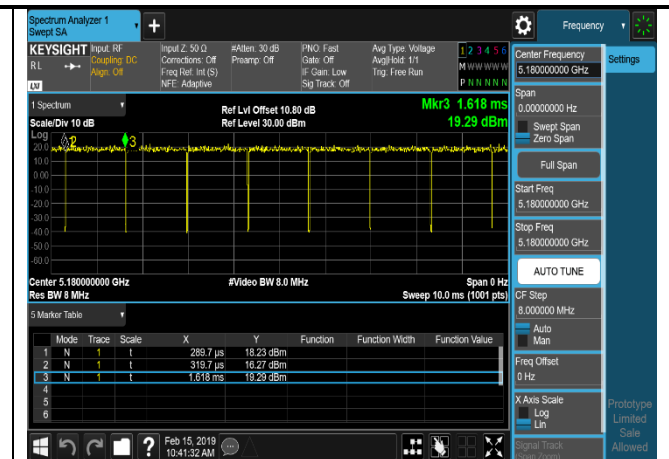 Spectrum Analyzer 1
Swept SA
+
Frequency
KEYSIGHT
RL
LXI
Input: RF
Coupling: DC
Align: Off
Input Z: 50 Ω
Corrections: Off
Freq Ref: Int (S)
NFE: Adaptive
#Atten: 30 dB
Preamp: Off
PNO: Fast
Gate: Off
IF Gain: Low
Sig Track: Off
Avg Type: Voltage
Avg|Hold: 1/1
Trig: Free Run
1 2 3 4 5 6
M W W W W W
P N N N N N
1 Spectrum
Scale/Div 10 dB
Ref Lvl Offset 10.80 dB
Ref Level 30.00 dBm
Mkr3 1.618 ms
19.29 dBm
Log
20.0
10.0
0.00
-10.0
-20.0
-30.0
-40.0
-50.0
-60.0
2
3
Center 5.180000000 GHz
Res BW 8 MHz
#Video BW 8.0 MHz
Span 0 Hz
Sweep 10.0 ms (1001 pts)
5 Marker Table
Mode Trace Scale X Y Function Function Width Function Value
1 N 1 t 289.7 µs 18.23 dBm
2 N 1 t 319.7 µs 16.27 dBm
3 N 1 t 1.618 ms 19.29 dBm
4
5
6
Feb 15, 2019
10:41:32 AM
Center Frequency
5.180000000 GHz
Settings
Span
0.00000000 Hz
Swept Span
Zero Span
Full Span
Start Freq
5.180000000 GHz
Stop Freq
5.180000000 GHz
AUTO TUNE
CF Step
8.000000 MHz
Auto
Man
Freq Offset
0 Hz
X Axis Scale
Log
Lin
Signal Track
(Span Zoom)
Prototype
Limited
Sale
Allowed